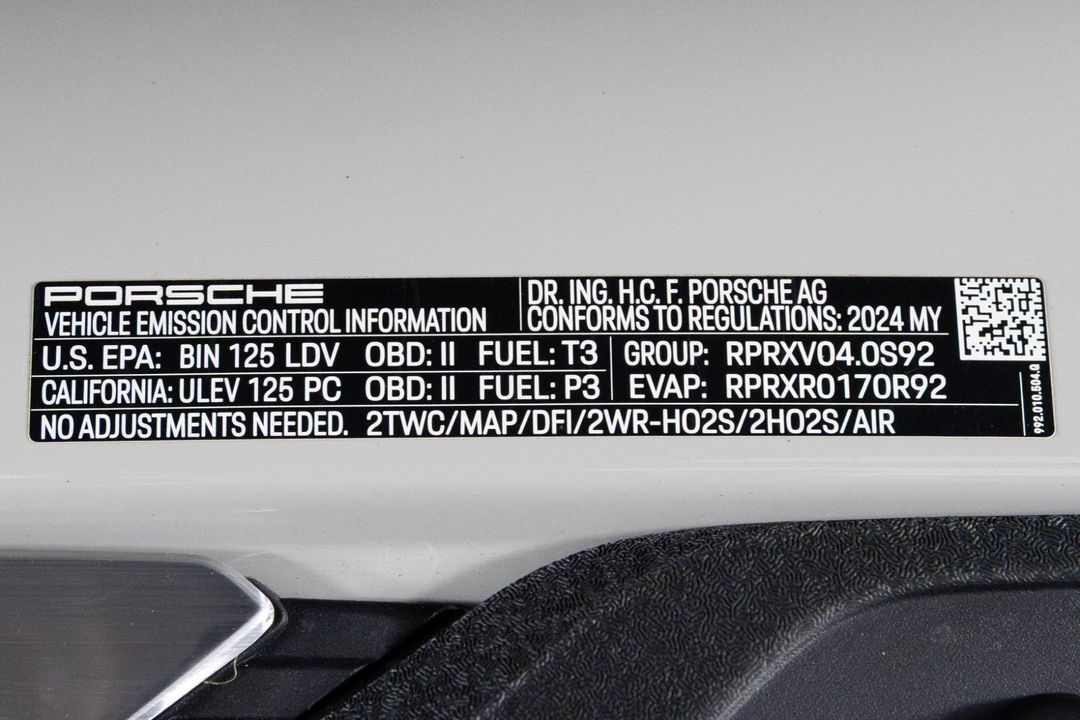 PORSCHE
VEHICLE EMISSION CONTROL INFORMATION
DR. ING. H.C. F. PORSCHE AG
CONFORMS TO REGULATIONS: 2024 MY
U.S. EPA: BIN 125 LDV OBD: II FUEL: T3
CALIFORNIA: ULEV 125 PC OBD: II FUEL: P3
GROUP: RPRXV04.0S92
EVAP: RPRXR0170R92
NO ADJUSTMENTS NEEDED. 2TWC/MAP/DFI/2WR-HO2S/2HO2S/AIR
992.010.504.Q